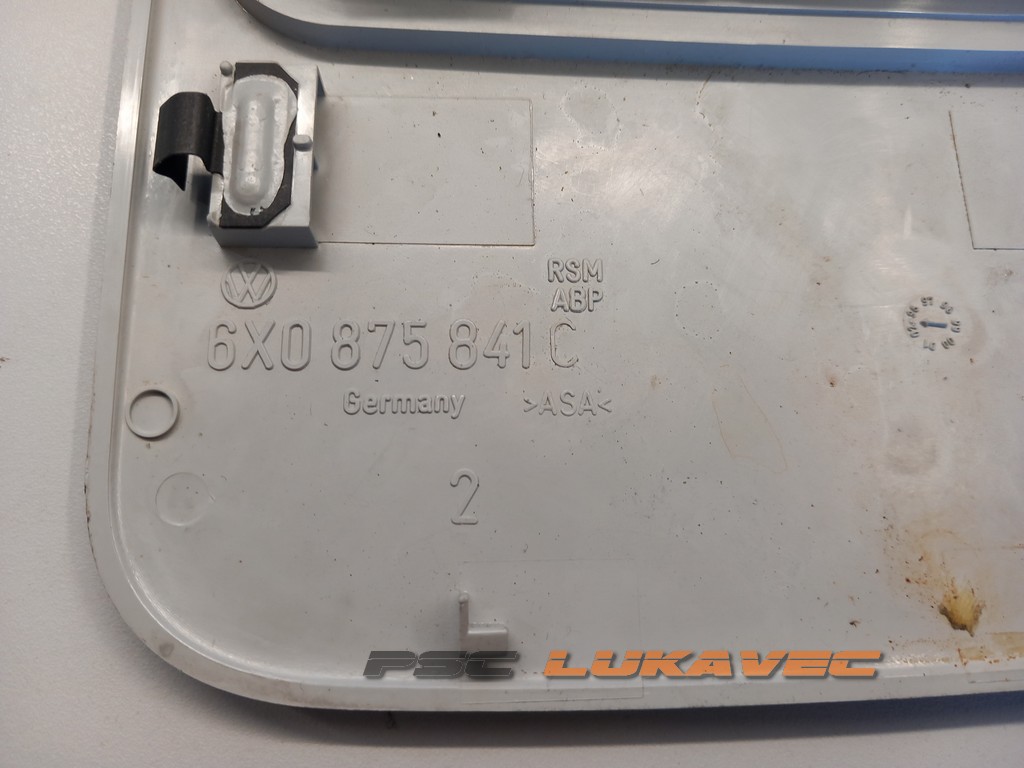 RSM
ABP
6X0 875 841 C
Germany >ASA<
2
PSC LUKAVEC